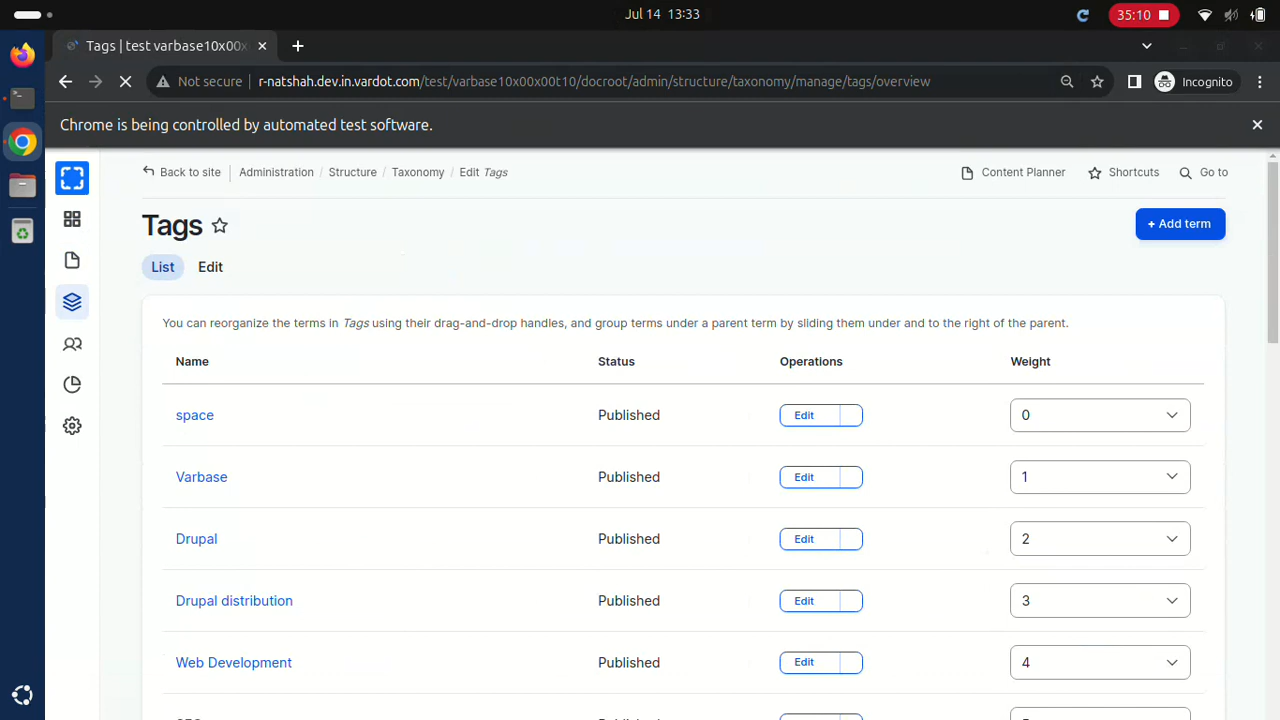 Jul 14 13:33
35:10
Tags | test varbase10x00x
Not secure r-natshah.dev.in.vardot.com/test/varbase10x00x00t10/docroot/admin/structure/taxonomy/manage/tags/overview
Incognito
Chrome is being controlled by automated test software.
Back to site Administration / Structure / Taxonomy / Edit Tags
Content Planner Shortcuts Go to
Tags
+ Add term
List Edit
You can reorganize the terms in Tags using their drag-and-drop handles, and group terms under a parent term by sliding them under and to the right of the parent.
Name Status Operations Weight
space Published Edit 0
Varbase Published Edit 1
Drupal Published Edit 2
Drupal distribution Published Edit 3
Web Development Published Edit 4